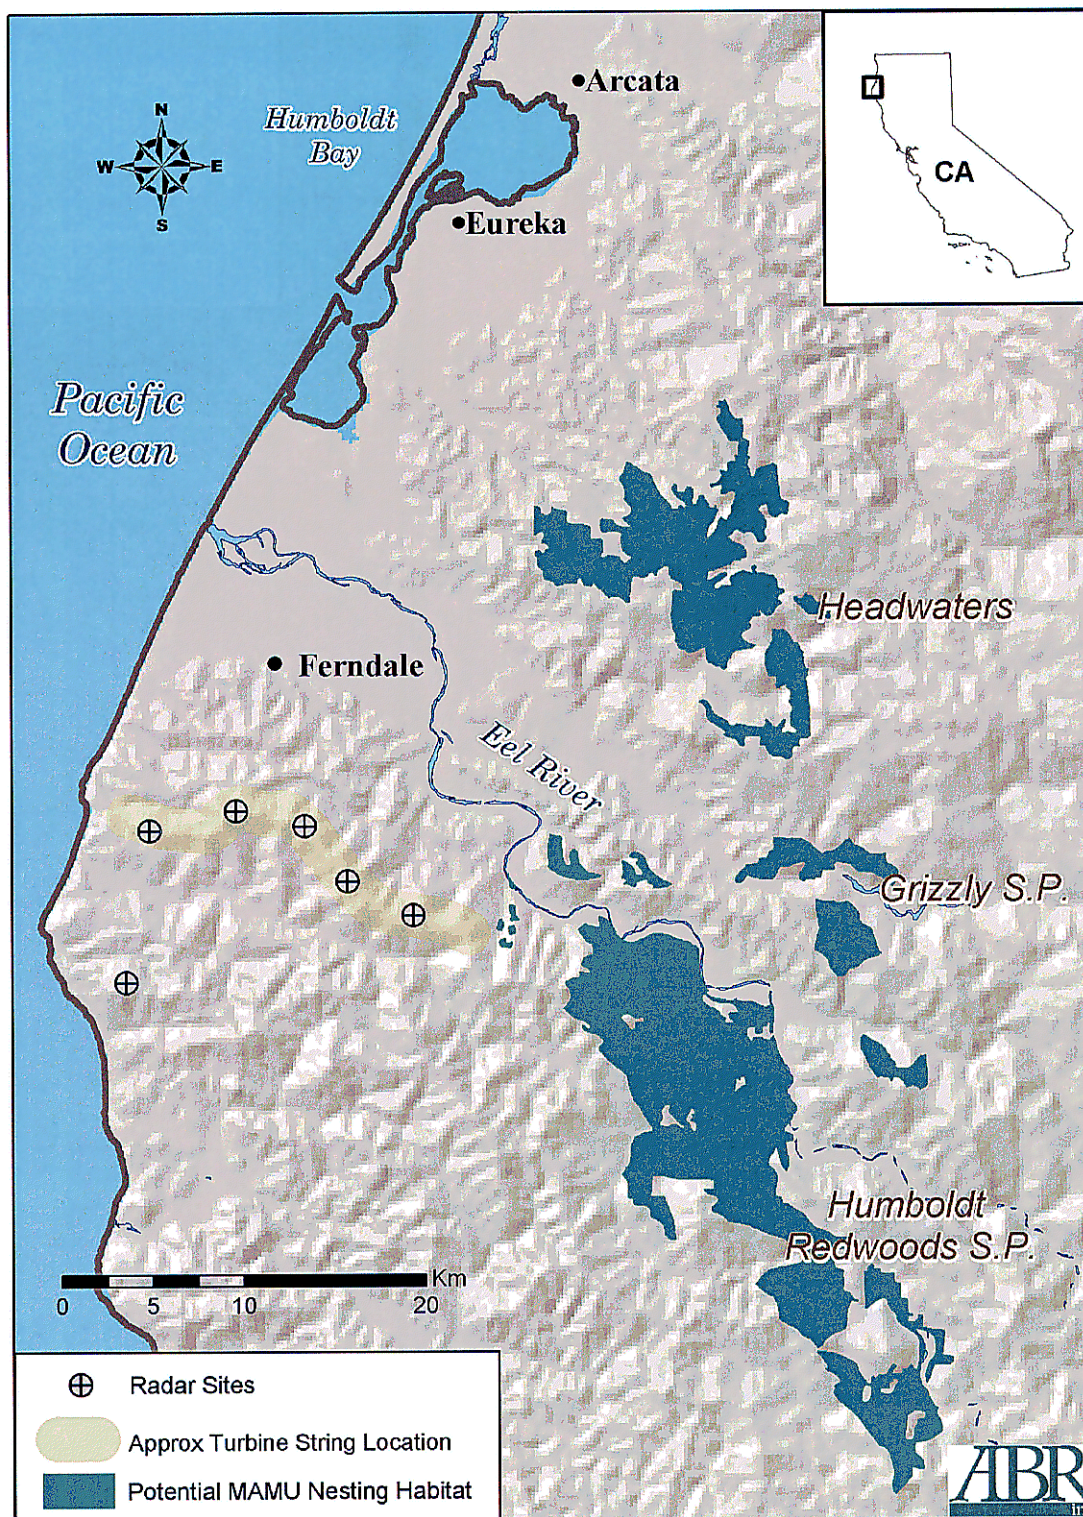 Arcata
Humboldt
Bay
N
W
E
S
CA
Eureka
Pacific
Ocean
Headwaters
Ferndale
Eel River
Grizzly S.P.
Humboldt
Redwoods S.P.
Km
0 5 10 20
Radar Sites
Approx Turbine String Location
Potential MAMU Nesting Habitat
ABR
in